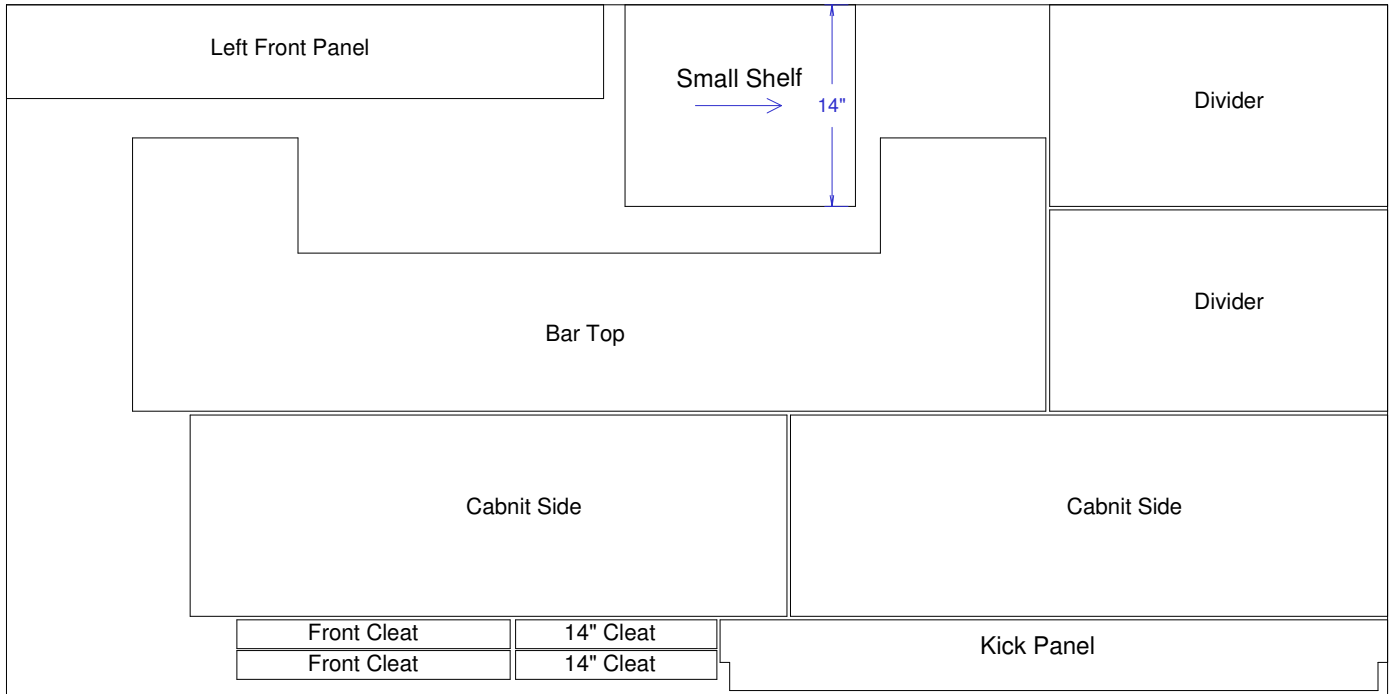 Left Front Panel
Small Shelf
14"
Divider
Divider
Bar Top
Cabnit Side
Cabnit Side
Front Cleat
14" Cleat
Kick Panel
Front Cleat
14" Cleat